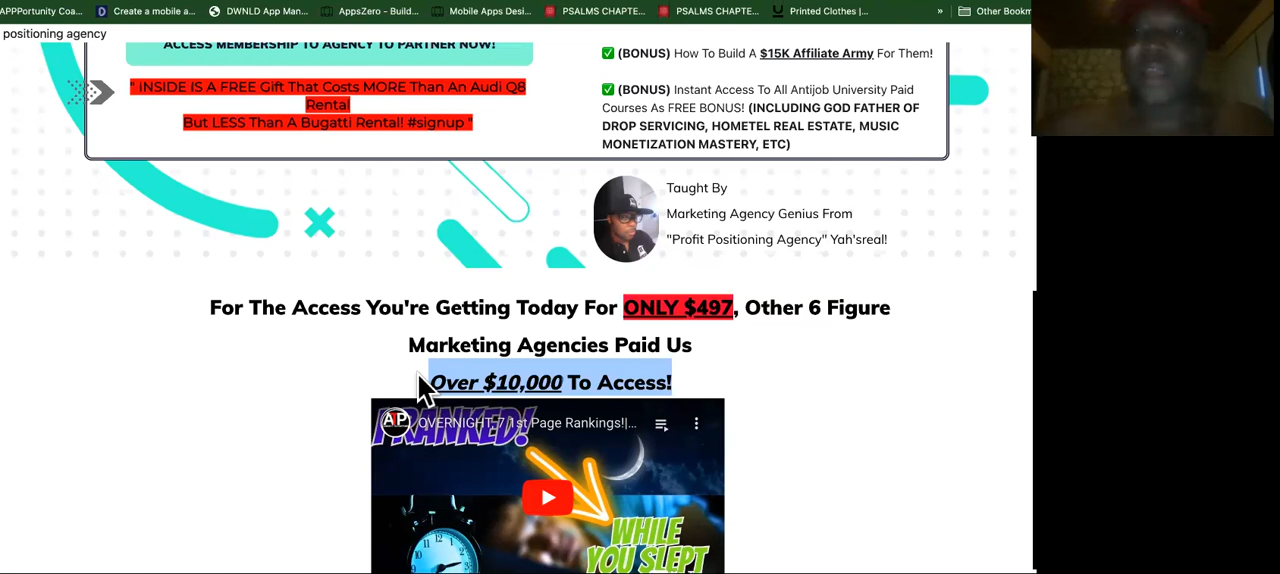 APPPortunity Coa...
Create a mobile a...
DWNLD App Man...
AppsZero - Build...
Mobile Apps Desi...
PSALMS CHAPTE...
PSALMS CHAPTE...
Printed Clothes |...
»
Other Bookm
positioning agency
ACCESS MEMBERSHIP TO AGENCY TO PARTNER NOW!
" INSIDE IS A FREE Gift That Costs MORE Than An Audi Q8
Rental
But LESS Than A Bugatti Rental! #signup "
(BONUS) How To Build A $15K Affiliate Army For Them!
(BONUS) Instant Access To All Antijob University Paid
Courses As FREE BONUS! (INCLUDING GOD FATHER OF
DROP SERVICING, HOMETEL REAL ESTATE, MUSIC
MONETIZATION MASTERY, ETC)
Taught By
Marketing Agency Genius From
"Profit Positioning Agency" Yah'sreal!
For The Access You're Getting Today For ONLY $497, Other 6 Figure
Marketing Agencies Paid Us
Over $10,000 To Access!
OVERNIGHT, 7 1st Page Rankings!|...
RANKED!
WHILE
YOU SLEPT